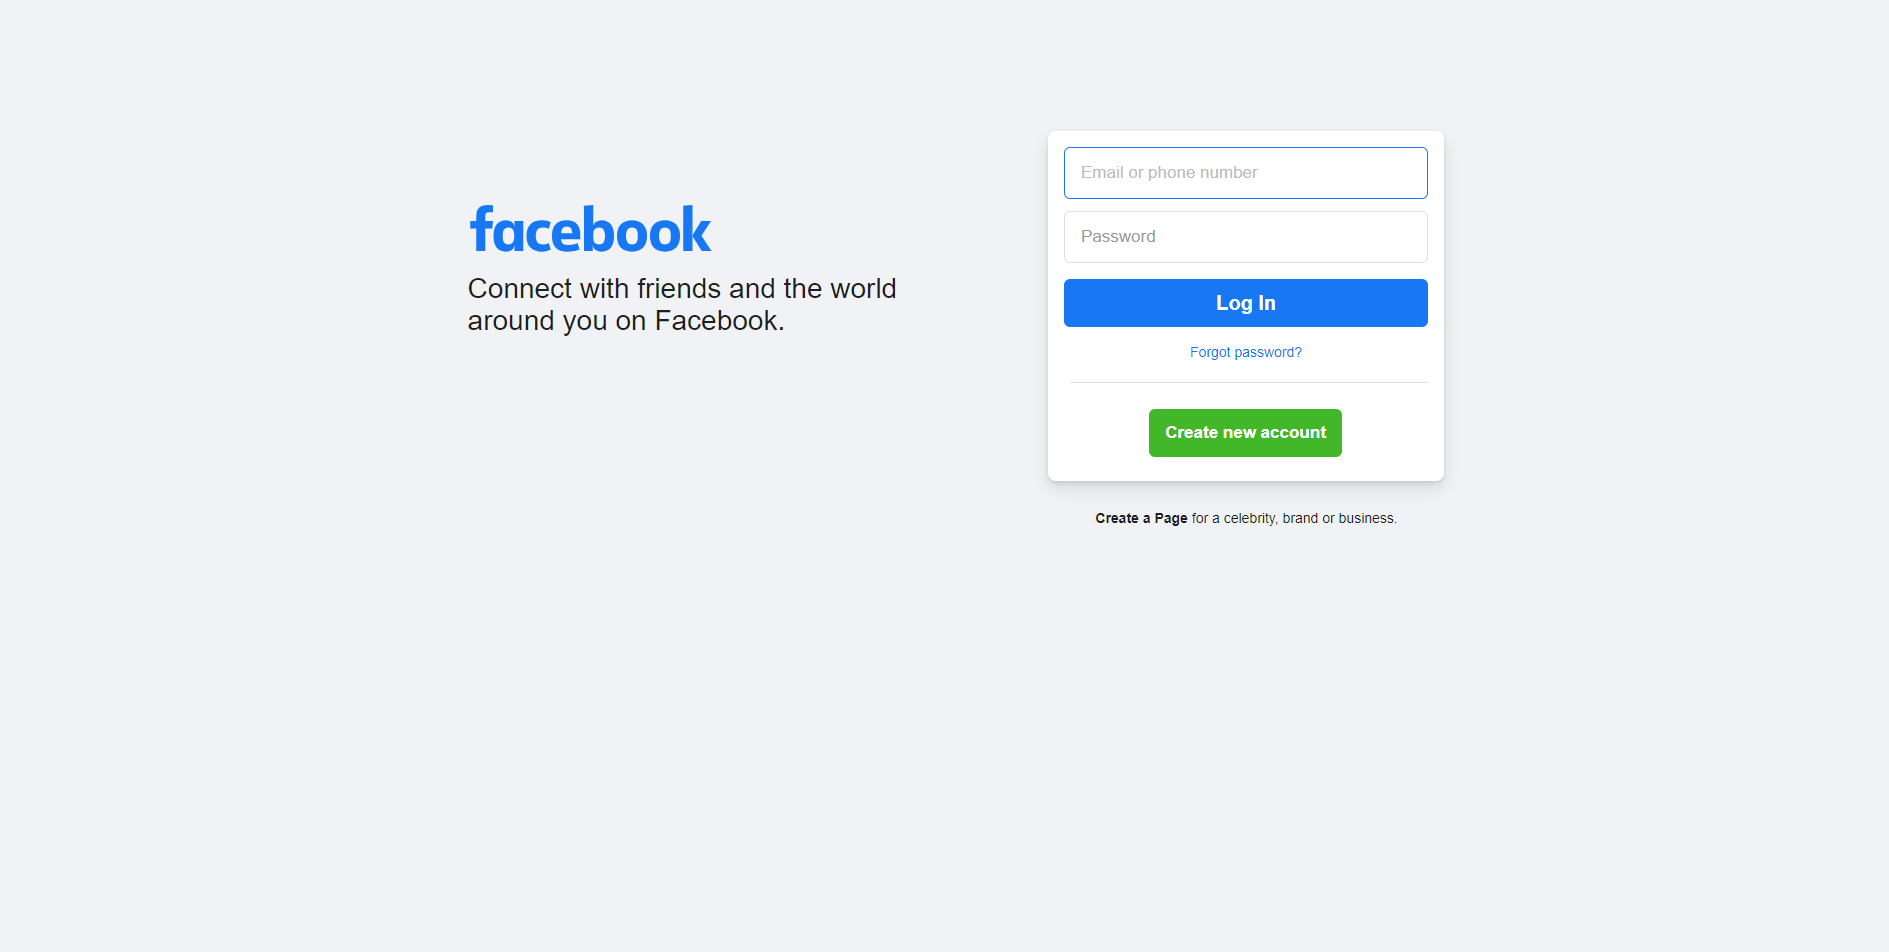 facebook
Connect with friends and the world
around you on Facebook.
Email or phone number
Password
Log In
Forgot password?
Create new account
Create a Page for a celebrity, brand or business.